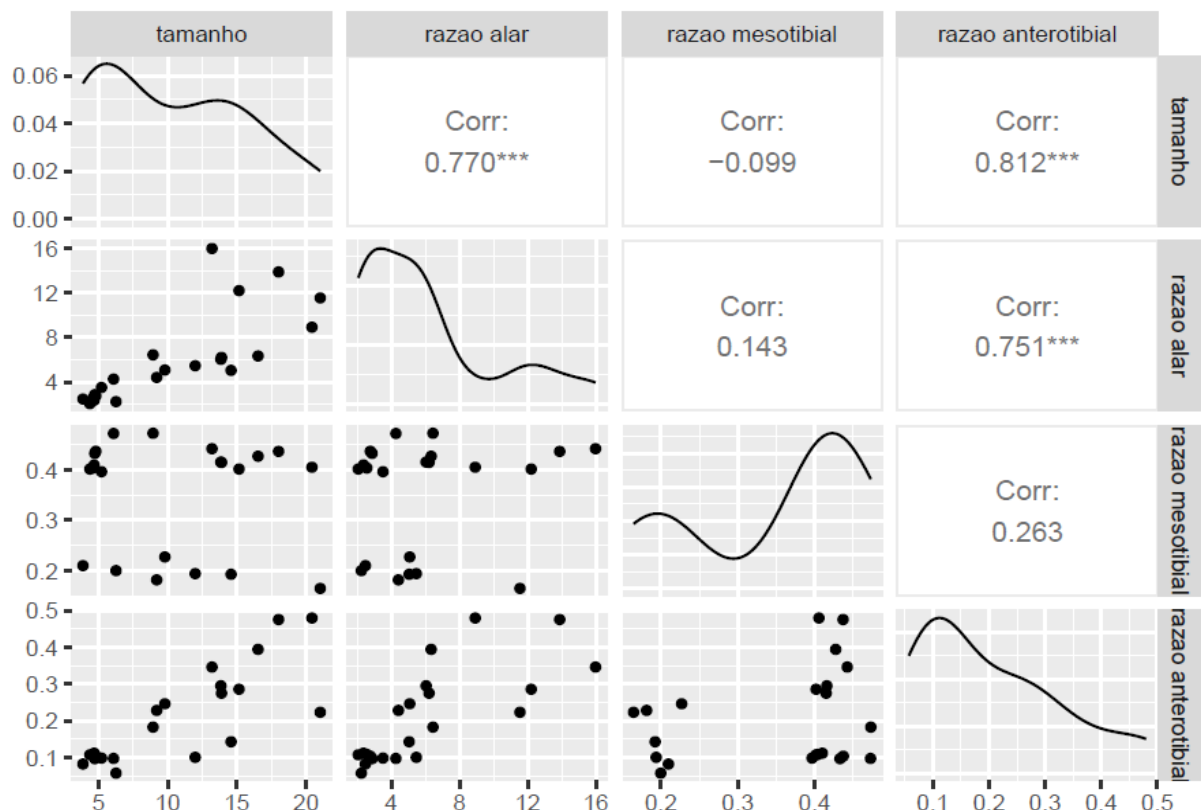 tamanho razao alar razao mesotibial razao anterotibial
0.06
0.04
0.02
0.00
Corr:
0.770***
Corr:
−0.099
Corr:
0.812***
tamanho
16
12
8
4
Corr:
0.143
Corr:
0.751***
razao alar
0.4
0.3
0.2
Corr:
0.263
razao mesotibial
0.5
0.4
0.3
0.2
0.1
razao anterotibial
5 10 15 20 4 8 12 16 0.2 0.3 0.4 0.1 0.2 0.3 0.4 0.5